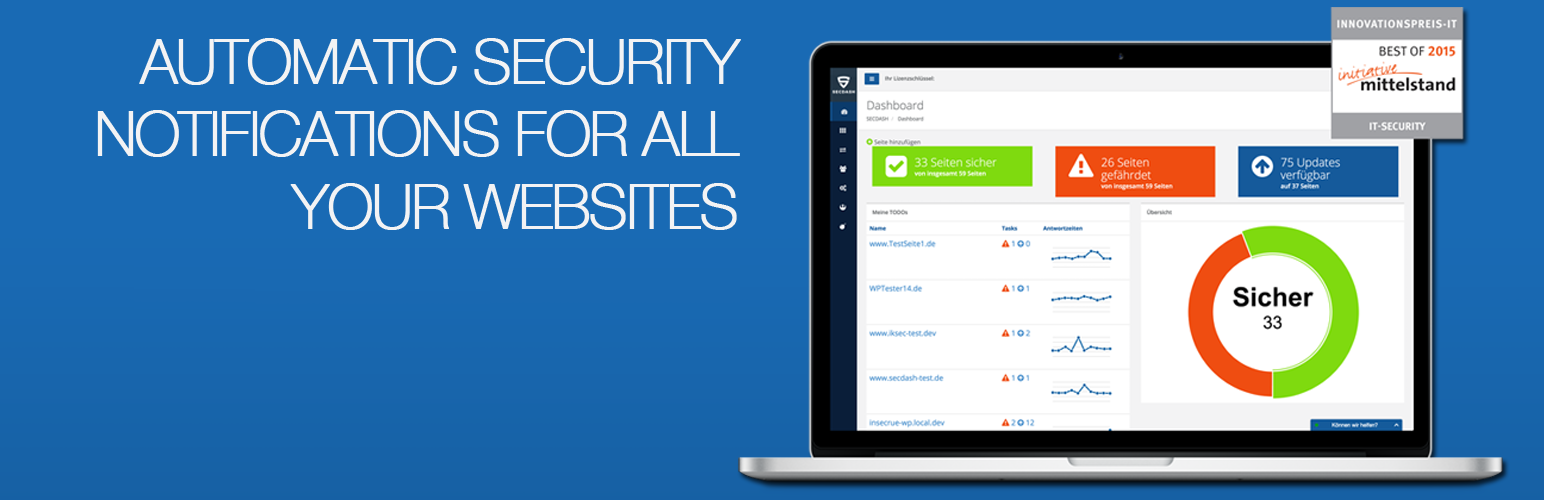 AUTOMATIC SECURITY
NOTIFICATIONS FOR ALL
YOUR WEBSITES
INNOVATIONSPREIS-IT
BEST OF 2015
initiative
mittelstand
IT-SECURITY
SECDASH
Ihr Lizenzschlüssel:
Dashboard
SECDASH / Dashboard
Seite hinzufügen
33 Seiten sicher
von insgesamt 59 Seiten
26 Seiten
gefährdet
von insgesamt 59 Seiten
75 Updates
verfügbar
auf 37 Seiten
Meine TODOs
Name Tasks Antwortzeiten
www.TestSeite1.de 1 0
WPTester14.de 1 1
www.iksec-test.dev 1 2
www.secdash-test.de 1 1
insecrue-wp.local.dev 2 12
Übersicht
Sicher
33
Können wir helfen?